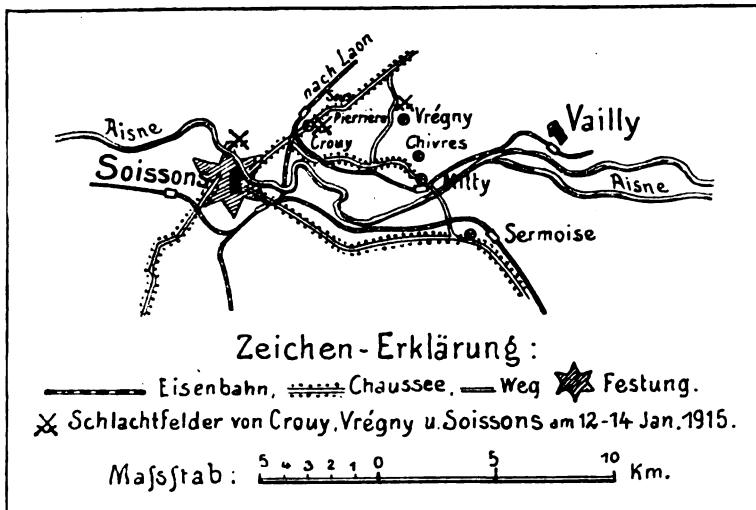 nach Laon
Aisne
Pierrière
Vrégny
Vailly
Crouy
Chivres
Soissons
Aisne
Sermoise
Zeichen-Erklärung:
Eisenbahn, Chaussee, Weg Festung.
Schlachtfelder von Crouy, Vrégny u. Soissons am 12-14 Jan. 1915.
Maſsſtab: 5 4 3 2 1 0 5 10 Km.